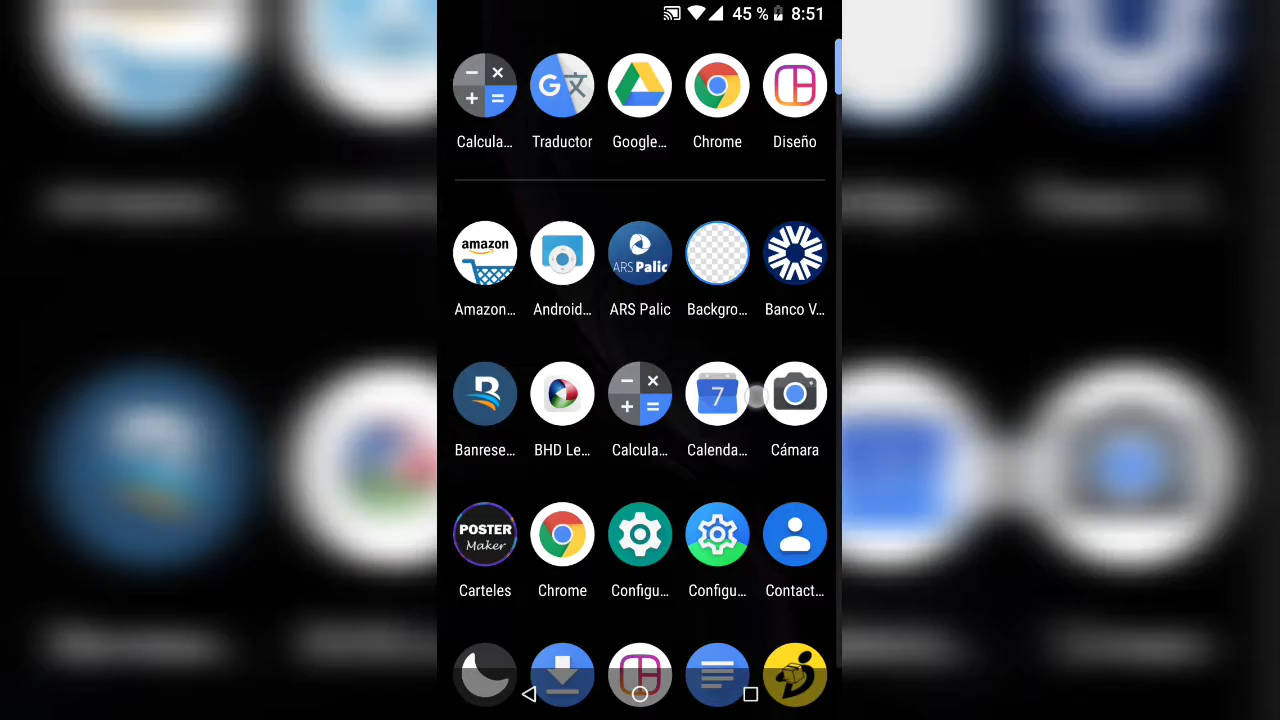 45 % 8:51
Calcula... Traductor Google... Chrome Diseño
amazon ARS Palic
Amazon... Android... ARS Palic Backgro... Banco V...
7
Banrese... BHD Le... Calcula... Calenda... Cámara
POSTER
Maker
Carteles Chrome Configu... Configu... Contact...